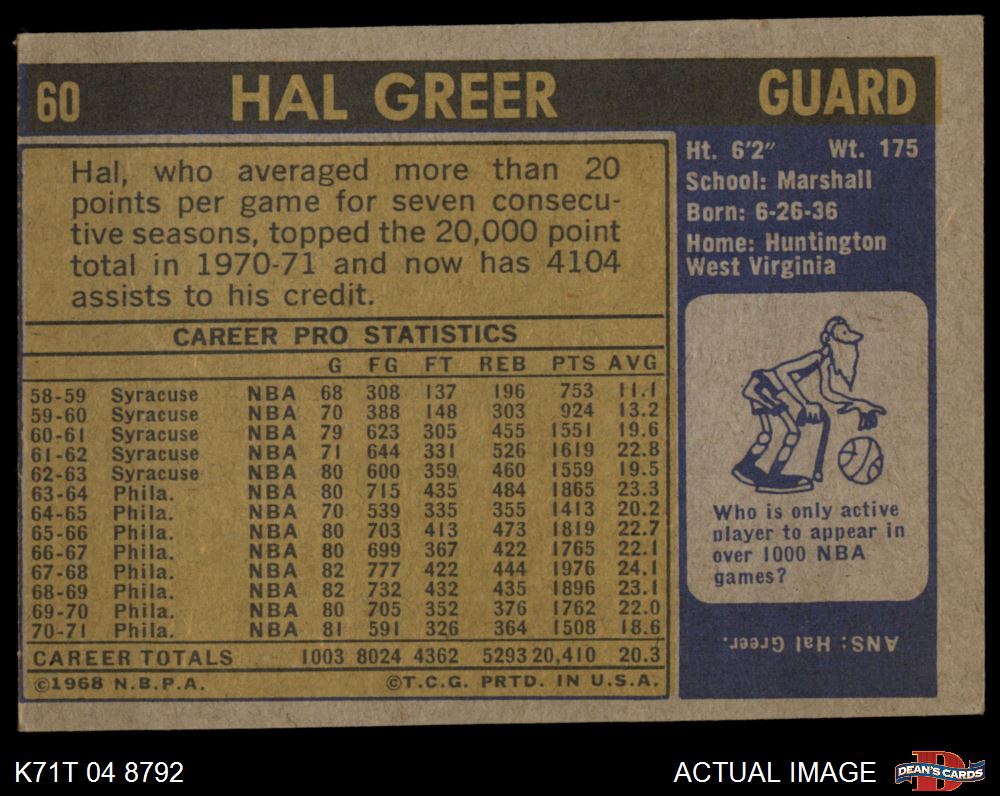 60 HAL GREER GUARD
Hal, who averaged more than 20
points per game for seven consecu-
tive seasons, topped the 20,000 point
total in 1970-71 and now has 4104
assists to his credit.
CAREER PRO STATISTICS
G FG FT REB PTS AVG
58-59 Syracuse NBA 68 308 137 196 753 11.1
59-60 Syracuse NBA 70 388 148 303 924 13.2
60-61 Syracuse NBA 79 623 305 455 1551 19.6
61-62 Syracuse NBA 71 644 331 526 1619 22.8
62-63 Syracuse NBA 80 600 359 460 1559 19.5
63-64 Phila. NBA 80 715 435 484 1865 23.3
64-65 Phila. NBA 70 539 335 355 1413 20.2
65-66 Phila. NBA 80 703 413 473 1819 22.7
66-67 Phila. NBA 80 699 367 422 1765 22.1
67-68 Phila. NBA 82 777 422 444 1976 24.1
68-69 Phila. NBA 82 732 432 435 1896 23.1
69-70 Phila. NBA 80 705 352 376 1762 22.0
70-71 Phila. NBA 81 591 326 364 1508 18.6
CAREER TOTALS 1003 8024 4362 5293 20,410 20.3
©1968 N.B.P.A. ©T.C.G. PRTD. IN U.S.A.
Ht. 6'2" Wt. 175
School: Marshall
Born: 6-26-36
Home: Huntington
West Virginia
Who is only active
player to appear in
over 1000 NBA
games?
ANS: Hal Greer.
K71T 04 8792
ACTUAL IMAGE
D
DEAN'S CARDS